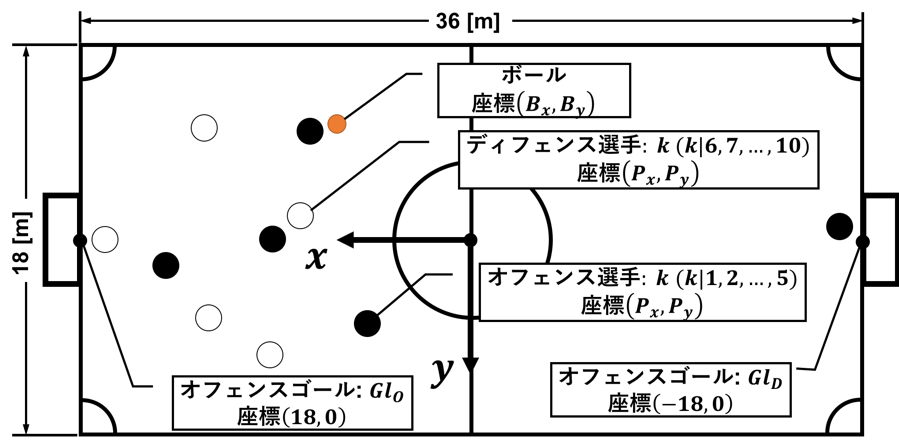 36 [m]
ボール
座標(B_x, B_y)
ディフェンス選手: k (k|6, 7, ..., 10)
座標(P_x, P_y)
18 [m]
x
オフェンス選手: k (k|1, 2, ..., 5)
座標(P_x, P_y)
y
オフェンスゴール: Gl_O
座標(18, 0)
オフェンスゴール: Gl_D
座標(−18, 0)